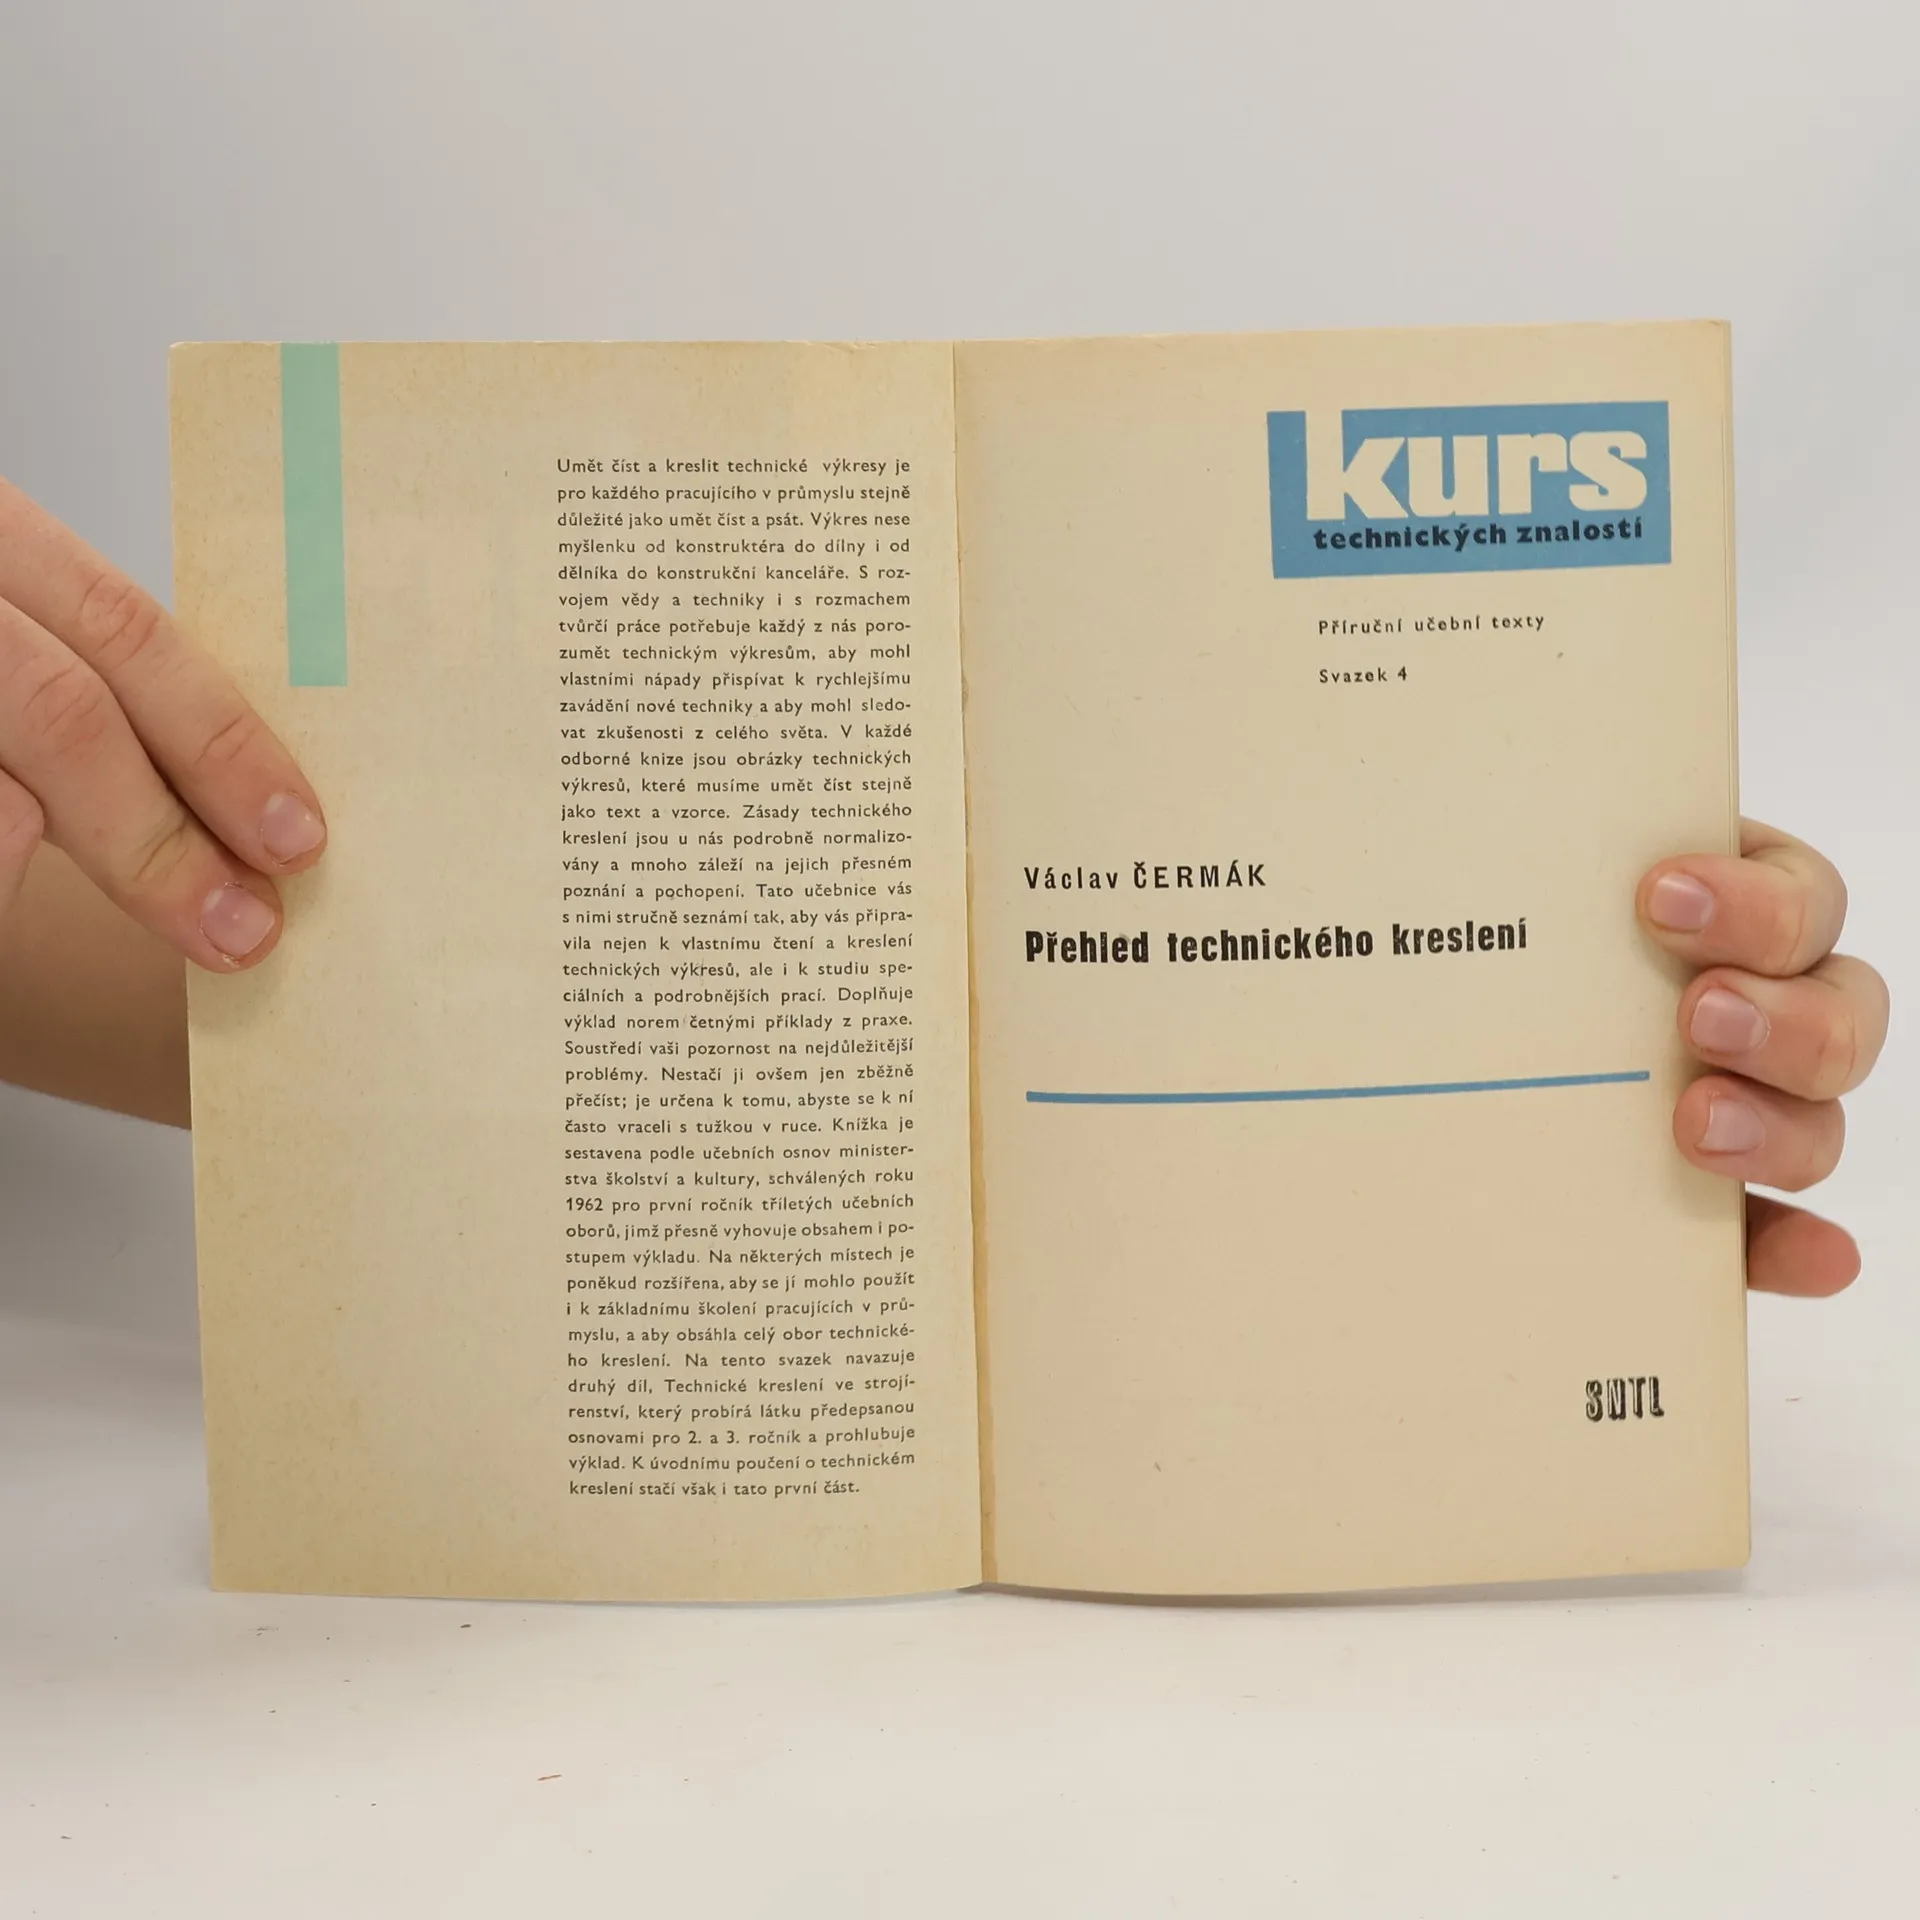 Umět číst a kreslit technické výkresy je
pro každého pracujícího v průmyslu stejně
důležité jako umět číst a psát. Výkres nese
myšlenku od konstruktéra do dílny i od
dělníka do konstrukční kanceláře. S roz-
vojem vědy a techniky i s rozmachem
tvůrčí práce potřebuje každý z nás poro-
zumět technickým výkresům, aby mohl
vlastními nápady přispívat k rychlejšímu
zavádění nové techniky a aby mohl sledo-
vat zkušenosti z celého světa. V každé
odborné knize jsou obrázky technických
výkresů, které musíme umět číst stejně
jako text a vzorce. Zásady technického
kreslení jsou u nás podrobně normalizo-
vány a mnoho záleží na jejich přesném
poznání a pochopení. Tato učebnice vás
s nimi stručně seznámí tak, aby vás připra-
vila nejen k vlastnímu čtení a kreslení
technických výkresů, ale i k studiu spe-
ciálních a podrobnějších prací. Doplňuje
výklad norem četnými příklady z praxe.
Soustředí vaši pozornost na nejdůležitější
problémy. Nestačí ji ovšem jen zběžně
přečíst; je určena k tomu, abyste se k ní
často vraceli s tužkou v ruce. Knížka je
sestavena podle učebních osnov minister-
stva školství a kultury, schválených roku
1962 pro první ročník tříletých učebních
oborů, jimž přesně vyhovuje obsahem i po-
stupem výkladu. Na některých místech je
poněkud rozšířena, aby se jí mohlo použít
i k základnímu školení pracujících v prů-
myslu, a aby obsáhla celý obor technické-
ho kreslení. Na tento svazek navazuje
druhý díl, Technické kreslení ve strojí-
renství, který probírá látku předepsanou
osnovami pro 2. a 3. ročník a prohlubuje
výklad. K úvodnímu poučení o technickém
kreslení stačí však i tato první část.
kurs
technických znalostí
Příruční učební texty
Svazek 4
Václav ČERMÁK
Přehled technického kreslení
SNTL